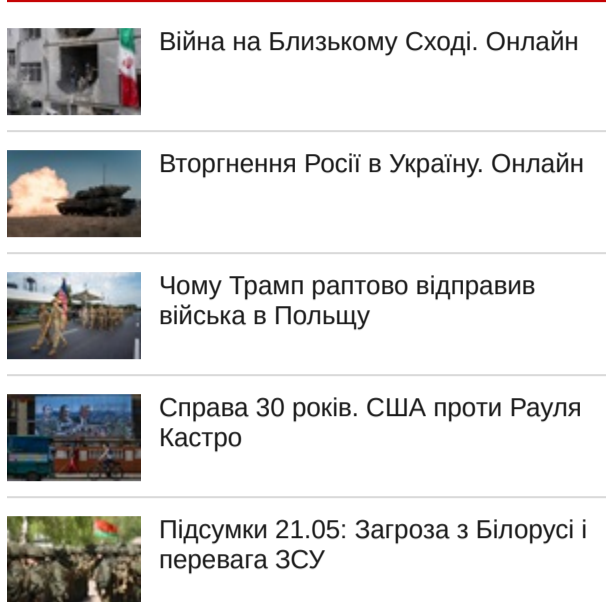 Війна на Близькому Сході. Онлайн
Вторгнення Росії в Україну. Онлайн
Чому Трамп раптово відправив
війська в Польщу
Справа 30 років. США проти Рауля
Кастро
Підсумки 21.05: Загроза з Білорусі і
перевага ЗСУ